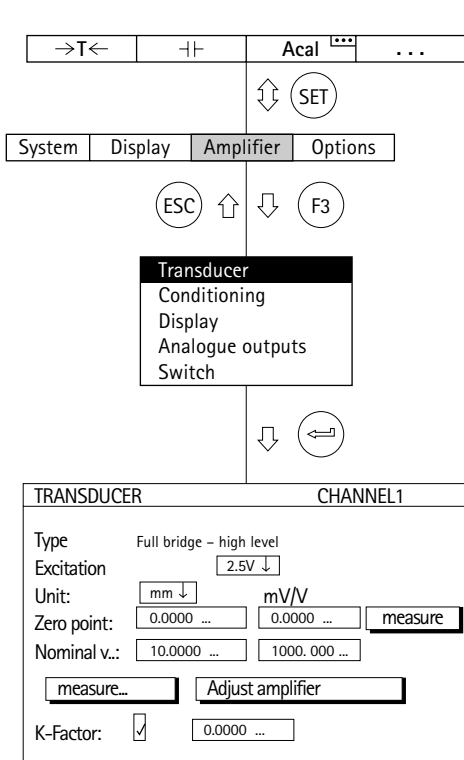 →T← ⊣⊢ Acal ... . . .
SET
System Display Amplifier Options
ESC F3
Transducer
Conditioning
Display
Analogue outputs
Switch
TRANSDUCER CHANNEL1
Type Full bridge – high level
Excitation 2.5V ↓
Unit: mm ↓ mV/V
Zero point: 0.0000 ... 0.0000 ... measure
Nominal v..: 10.0000 ... 1000. 000 ...
measure... Adjust amplifier
K-Factor: ✓ 0.0000 ...